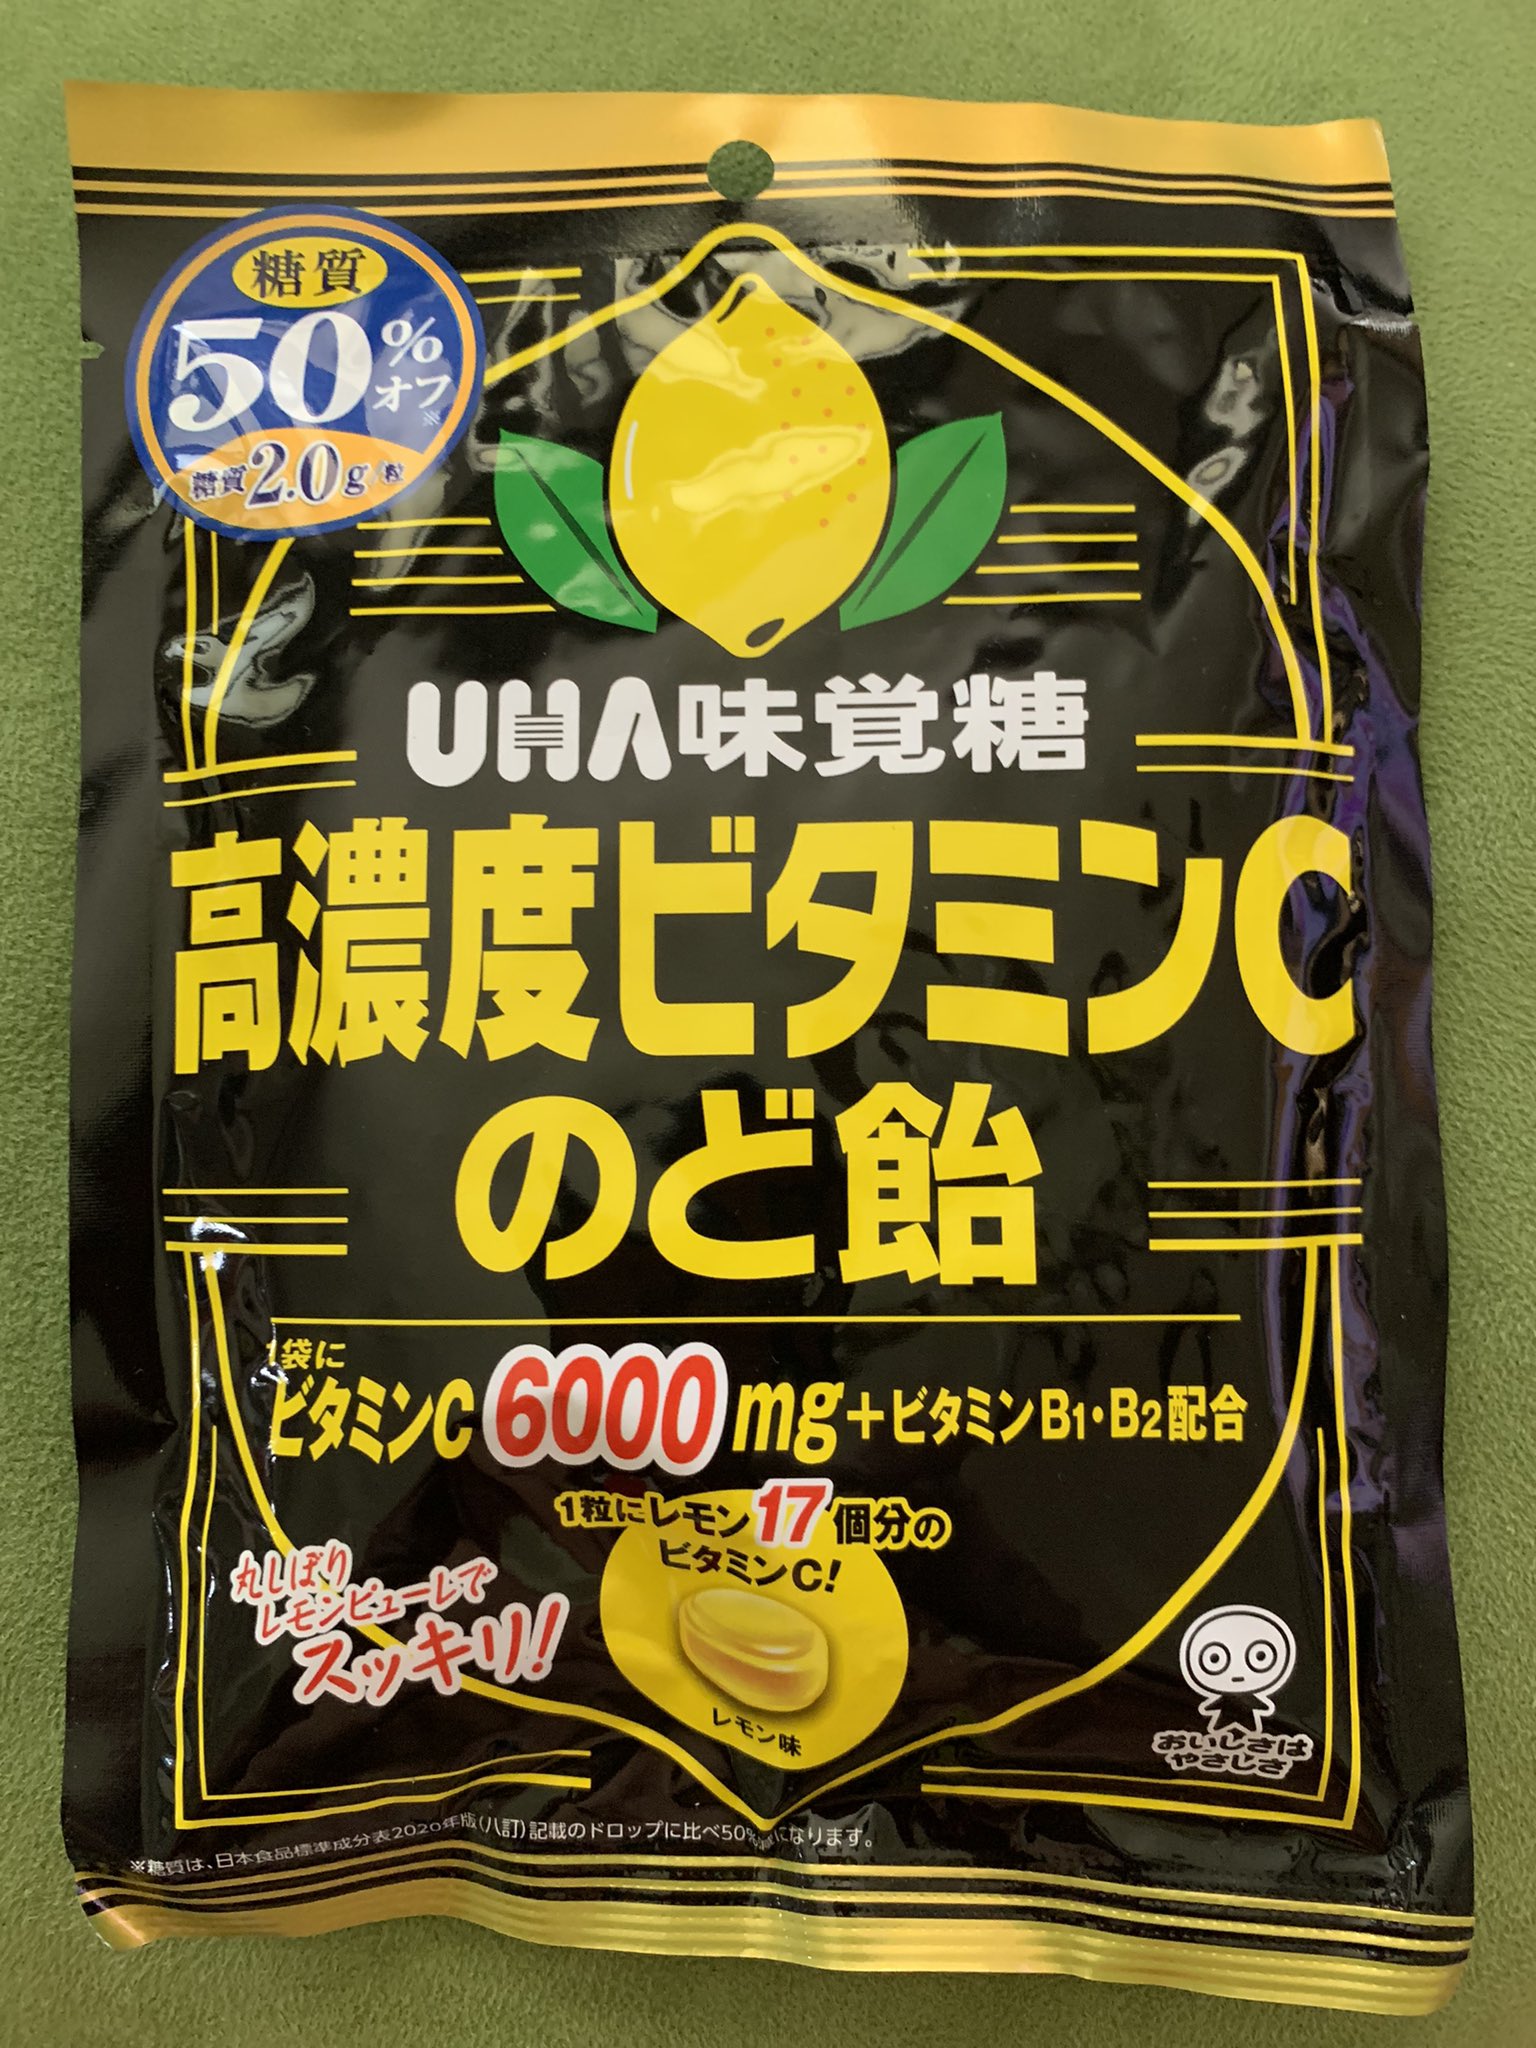 糖質
50%オフ※
糖質2.0g/粒
UHA味覚糖
高濃度ビタミンC
のど飴
1袋に
ビタミンC 6000mg+ビタミンB1・B2配合
1粒にレモン17個分の
ビタミンC!
丸しぼり
レモンピューレで
スッキリ!
レモン味
おいしさは
やさしさ
※糖質は、日本食品標準成分表2020年版(八訂)記載のドロップに比べ50%になります。